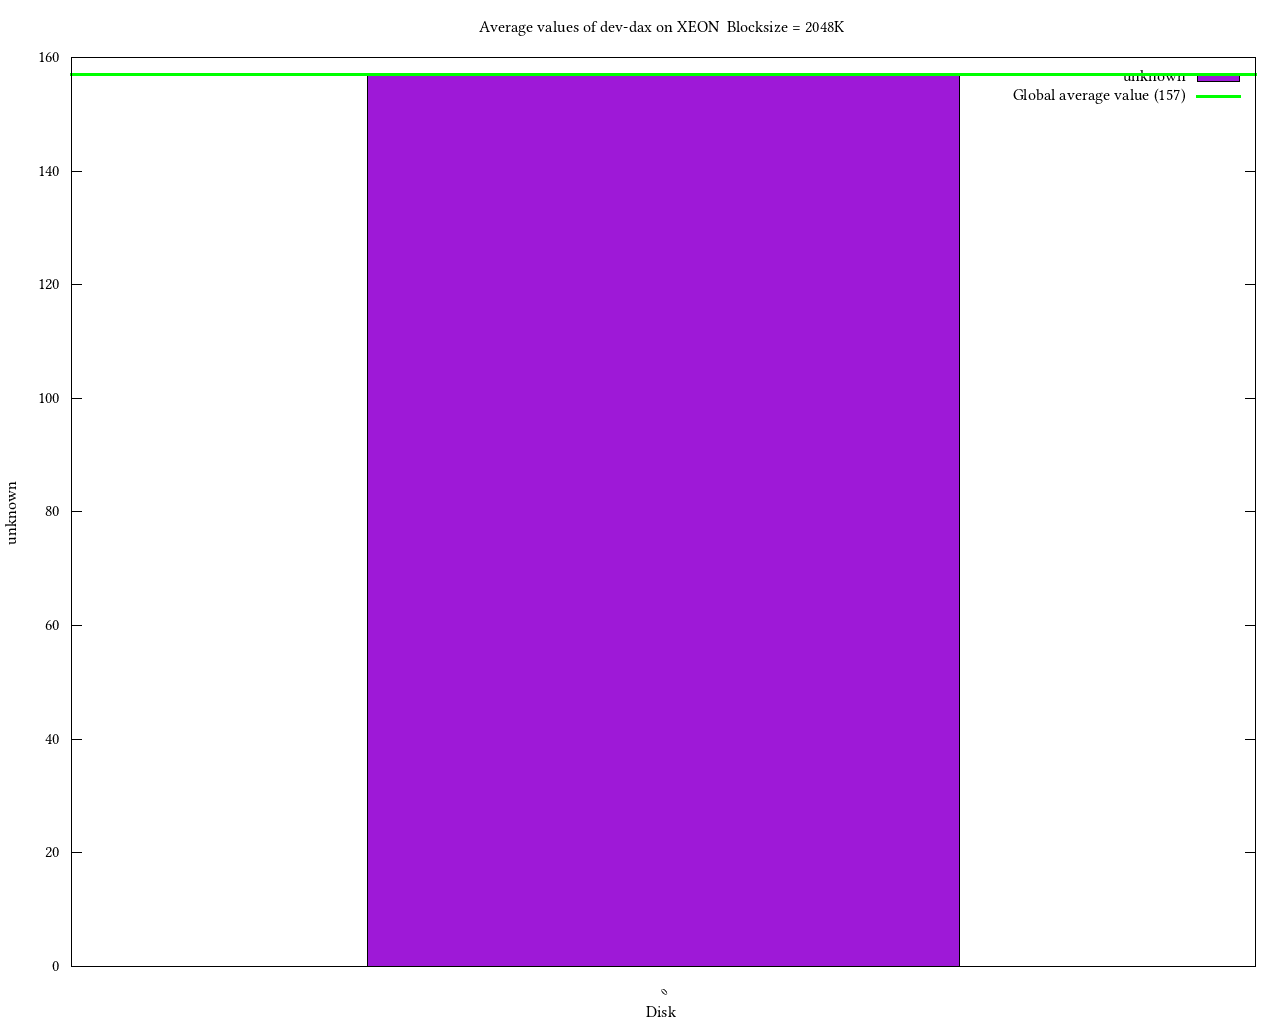 Average values of dev-dax on XEON  Blocksize = 2048K
160
unknown
Global average value (157)
140
120
100
80
unknown
60
40
20
0
0
Disk